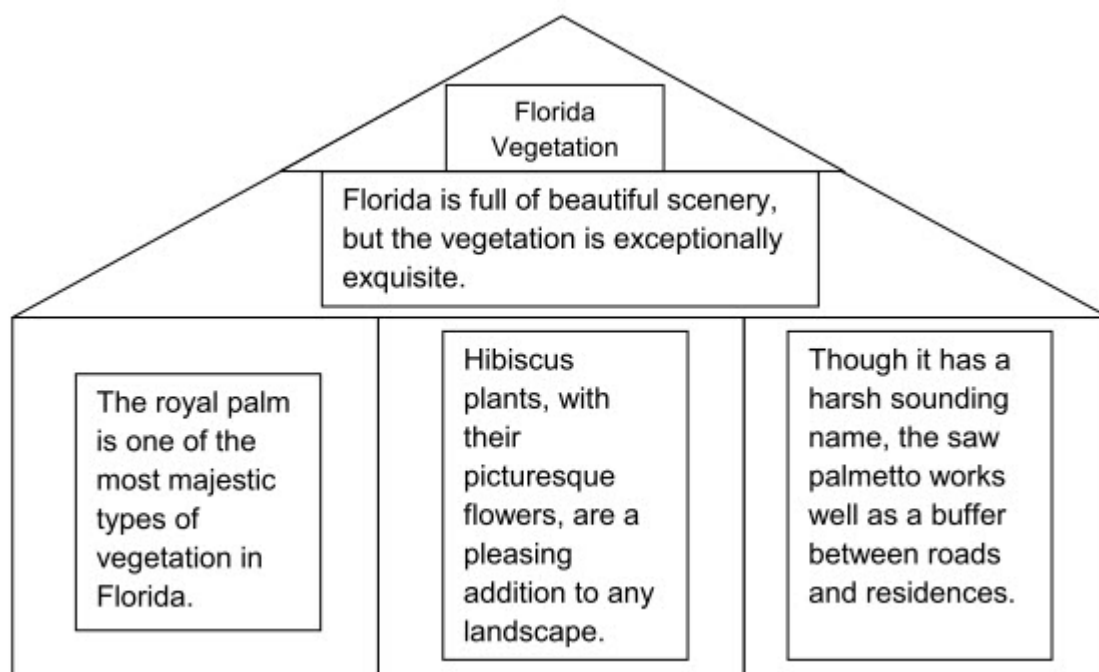 Florida
Vegetation
Florida is full of beautiful scenery,
but the vegetation is exceptionally
exquisite.
The royal palm
is one of the
most majestic
types of
vegetation in
Florida.
Hibiscus
plants, with
their
picturesque
flowers, are a
pleasing
addition to any
landscape.
Though it has a
harsh sounding
name, the saw
palmetto works
well as a buffer
between roads
and residences.